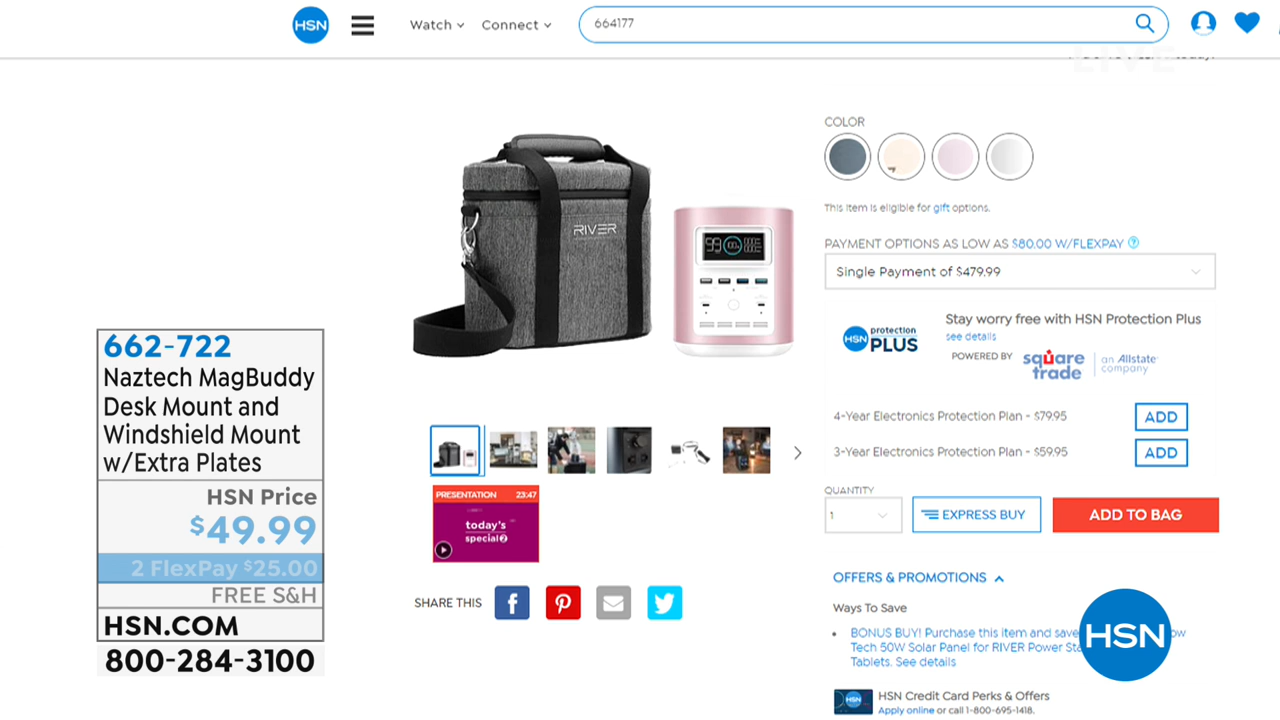 HSN
Watch
Connect
664177
LIVE
COLOR
This item is eligible for gift options.
PAYMENT OPTIONS AS LOW AS $80.00 W/FLEXPAY ?
Single Payment of $479.99
HSN protection PLUS
Stay worry free with HSN Protection Plus
see details
POWERED BY square trade an Allstate company
4-Year Electronics Protection Plan - $79.95 ADD
3-Year Electronics Protection Plan - $59.95 ADD
QUANTITY
1
EXPRESS BUY
ADD TO BAG
OFFERS & PROMOTIONS
Ways To Save
BONUS BUY! Purchase this item and save
Tech 50W Solar Panel for RIVER Power
Tablets. See details
HSN
HSN Credit Card Perks & Offers
Apply online or call 1-800-695-1418.
RIVER
PRESENTATION 23:47
today's
special
SHARE THIS
662-722
Naztech MagBuddy
Desk Mount and
Windshield Mount
w/Extra Plates
HSN Price
$49.99
2 FlexPay $25.00
FREE S&H
HSN.COM
800-284-3100